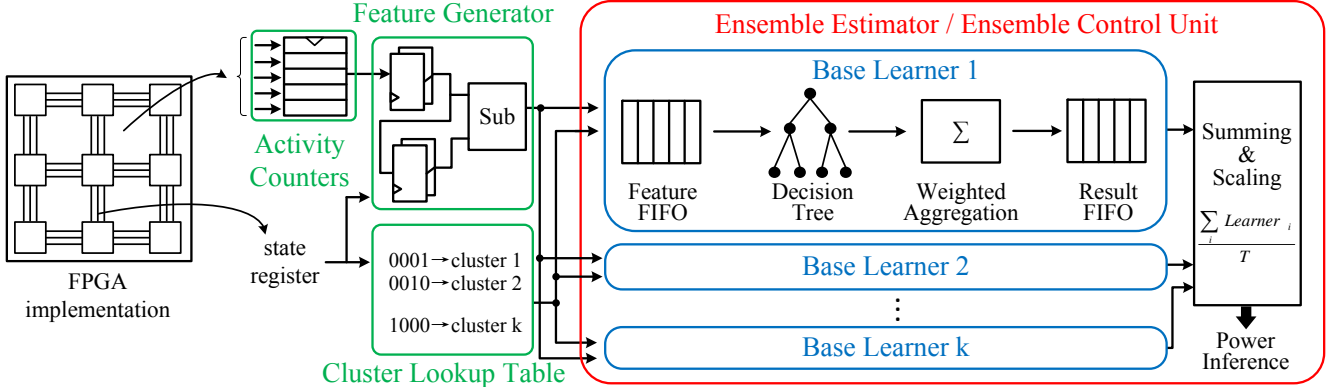 Feature Generator
Ensemble Estimator / Ensemble Control Unit
Base Learner 1
Sub
Activity
Counters
Σ
Feature
FIFO
Decision
Tree
Weighted
Aggregation
Result
FIFO
Summing
&
Scaling
∑ Learner i
i
T
state
register
FPGA
implementation
0001→cluster 1
0010→cluster 2
1000→cluster k
Base Learner 2
⋮
Base Learner k
Power
Inference
Cluster Lookup Table